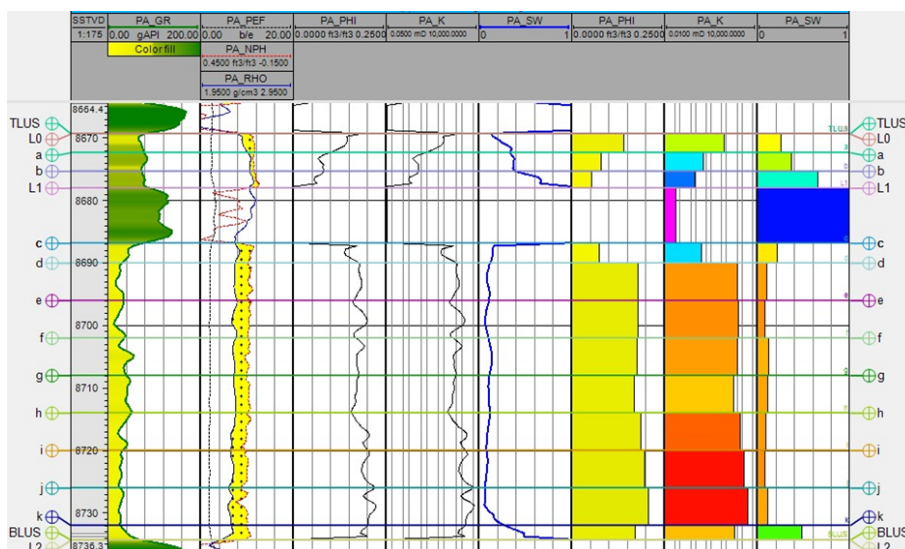 SSTVD PA_GR PA_PEF PA_PHI PA_K PA_SW PA_PHI PA_K PA_SW
1:175 0.00 gAPI 200.00 0.00 b/e 20.00 0.0000 ft3/ft3 0.2500 0.0500 mD 10,000.0000 0 1 0.0000 ft3/ft3 0.2500 0.0100 mD 10,000.0000 0 1
Color fill PA_NPH
0.4500 ft3/ft3 -0.1500
PA_RHO
1.9500 g/cm3 2.9500
8664.4
TLUS TLUS TLUS
L0 8670 L0
a a
b b
L1 L1
8680
c c
d 8690 d
e e
8700
f f
g g
8710
h h
i 8720 i
j j
8730
k k
BLUS BLUS BLUS
L2 8736.3 L2